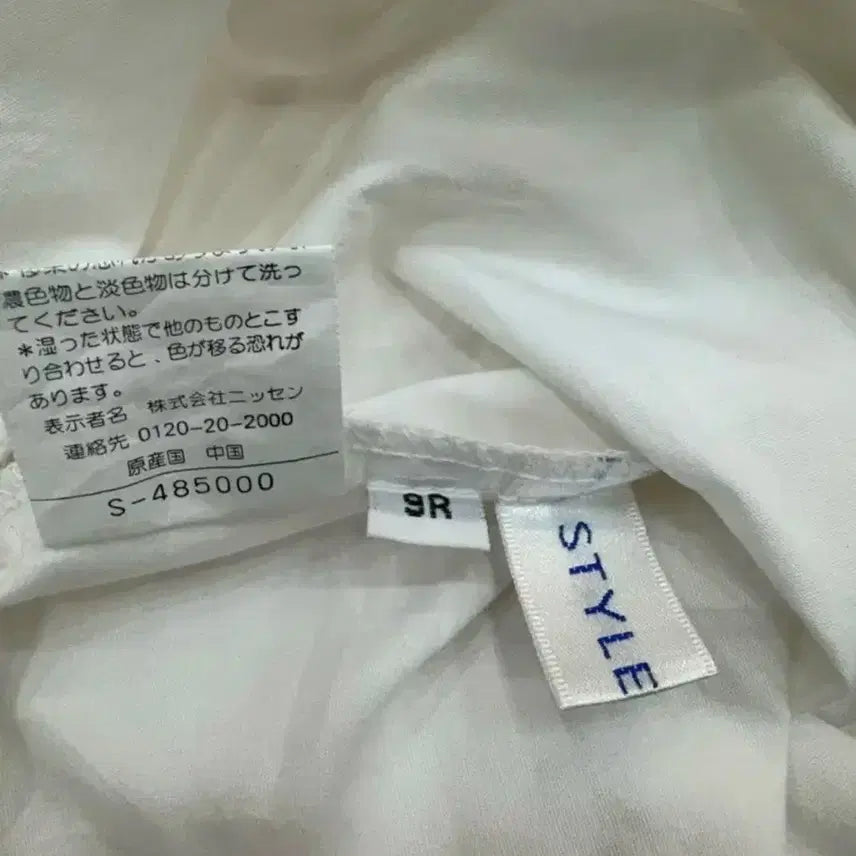 濃色物と淡色物は分けて洗っ
てください。
*湿った状態で他のものとこす
り合わせると、色が移る恐れが
あります。
表示者名 株式会社ニッセン
連絡先 0120-20-2000
原産国 中国
S-485000
9R
STYLE